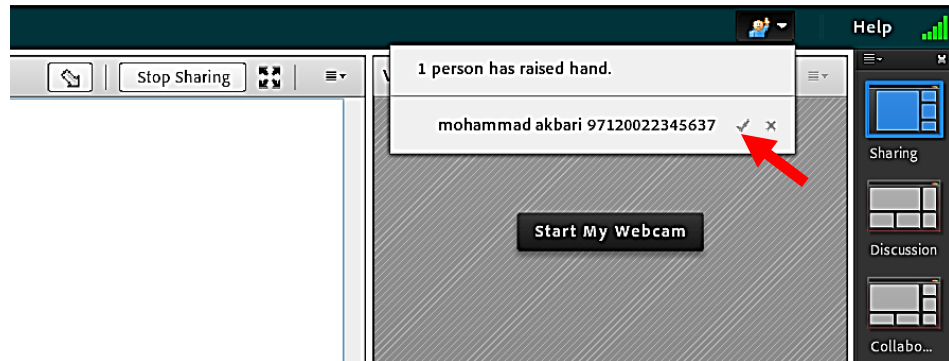 Help
Stop Sharing
V
1 person has raised hand.
mohammad akbari 97120022345637
Start My Webcam
Sharing
Discussion
Collabo...